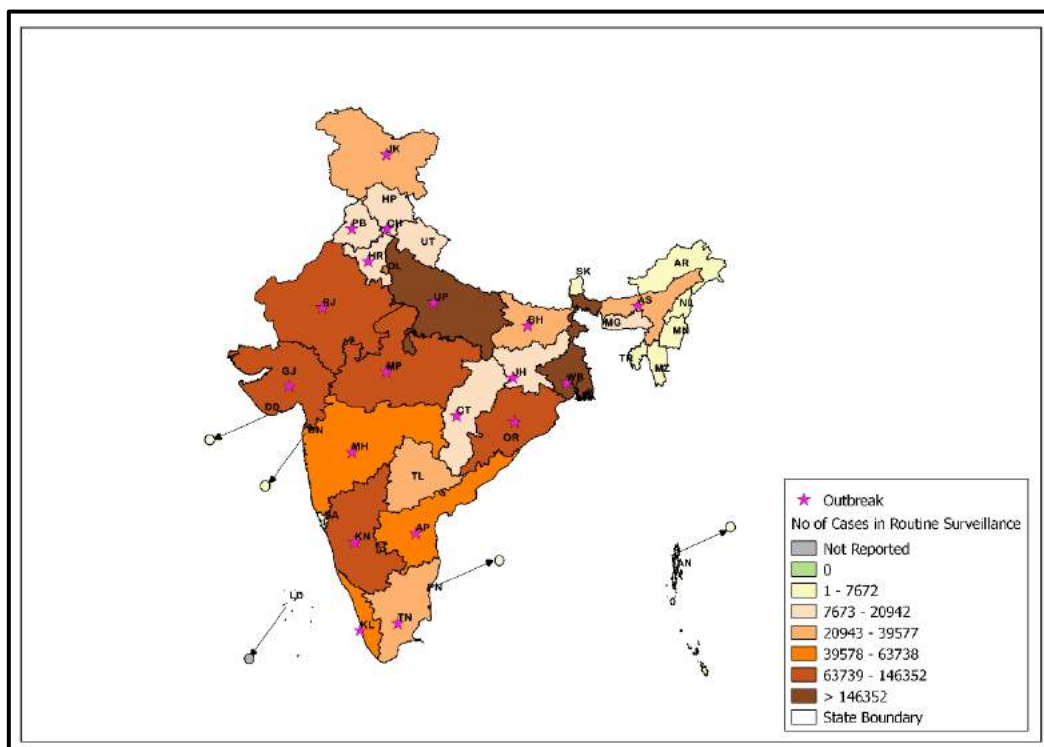 JK
HP
PB
CH
UT
HR
DL
AR
SK
UP
RJ
AS
NL
BH
MG
MN
TR
MZ
GJ
MP
JH
WB
DD
CT
DN
OR
MH
TL
GA
KN
AP
AN
PN
LD
KL
TN
Outbreak
No of Cases in Routine Surveillance
Not Reported
0
1 - 7672
7673 - 20942
20943 - 39577
39578 - 63738
63739 - 146352
> 146352
State Boundary